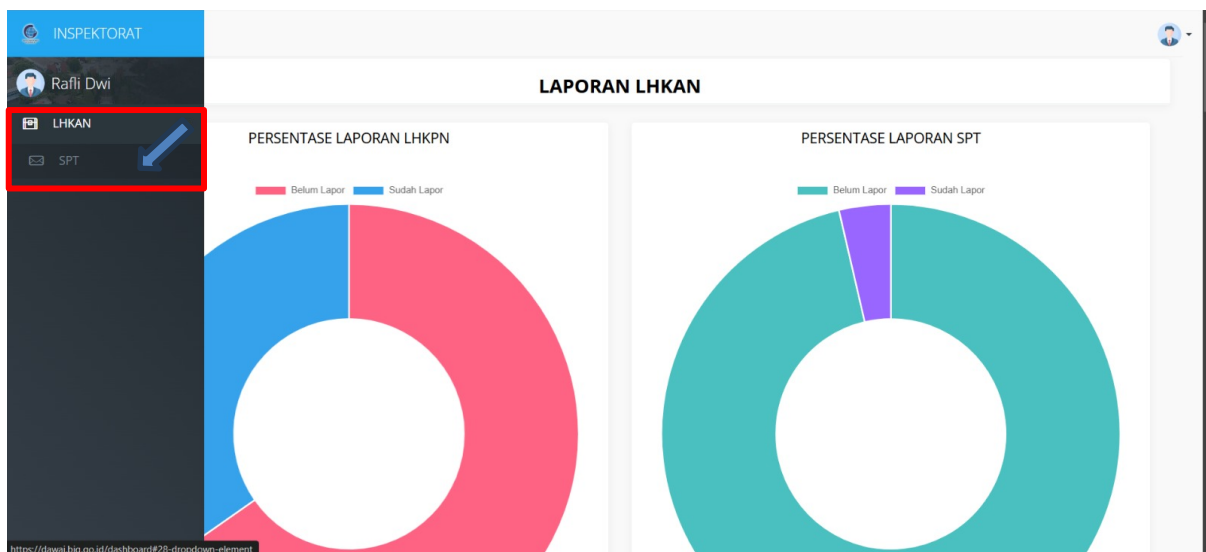 INSPEKTORAT
Rafli Dwi
LHKAN
SPT
LAPORAN LHKAN
PERSENTASE LAPORAN LHKPN
Belum Lapor Sudah Lapor
PERSENTASE LAPORAN SPT
Belum Lapor Sudah Lapor
https://dawai.big.go.id/dashboard#28-dropdown-element